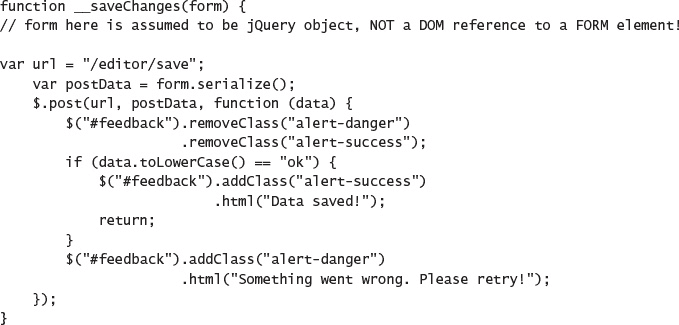 function __saveChanges(form) {
// form here is assumed to be jQuery object, NOT a DOM reference to a FORM element!
var url = "/editor/save";
var postData = form.serialize();
$.post(url, postData, function (data) {
$("#feedback").removeClass("alert-danger")
.removeClass("alert-success");
if (data.toLowerCase() == "ok") {
$("#feedback").addClass("alert-success")
.html("Data saved!");
return;
}
$("#feedback").addClass("alert-danger")
.html("Something went wrong. Please retry!");
});
}